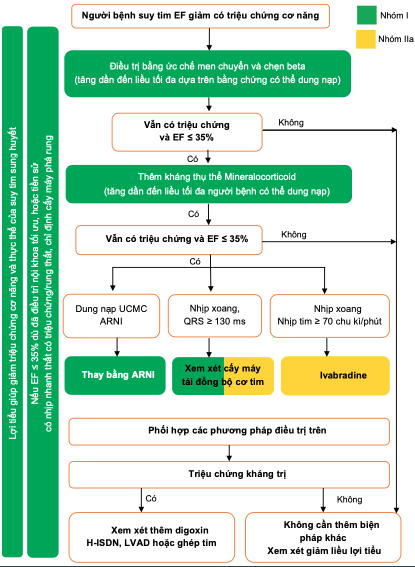 Người bệnh suy tim EF giảm có triệu chứng cơ năng
Nhóm I
Nhóm IIa
Lợi tiểu giúp giảm triệu chứng cơ năng và thực thể của suy tim sung huyết
Nếu EF ≤ 35% dù đã điều trị nội khoa tối ưu, hoặc tiền sử
có nhịp nhanh thất có triệu chứng/rung thất, chỉ định cấy máy phá rung
Điều trị bằng ức chế men chuyển và chẹn beta
(tăng dần đến liều tối đa dựa trên bằng chứng có thể dung nạp)
Vẫn có triệu chứng
và EF ≤ 35%
Không
Có
Thêm kháng thụ thể Mineralocorticoid
(tăng dần đến liều tối đa người bệnh có thể dung nạp)
Có
Vẫn có triệu chứng và EF ≤ 35%
Không
Có
Dung nạp UCMC
ARNI
Nhịp xoang,
QRS ≥ 130 ms
Nhịp xoang
Nhịp tim ≥ 70 chu kì/phút
Thay bằng ARNI
Xem xét cấy máy
tái đồng bộ cơ tim
Ivabradine
Phối hợp các phương pháp điều trị trên
Triệu chứng kháng trị
Có
Không
Xem xét thêm digoxin
H-ISDN, LVAD hoặc ghép tim
Không cần thêm biện
pháp khác
Xem xét giảm liều lợi tiểu